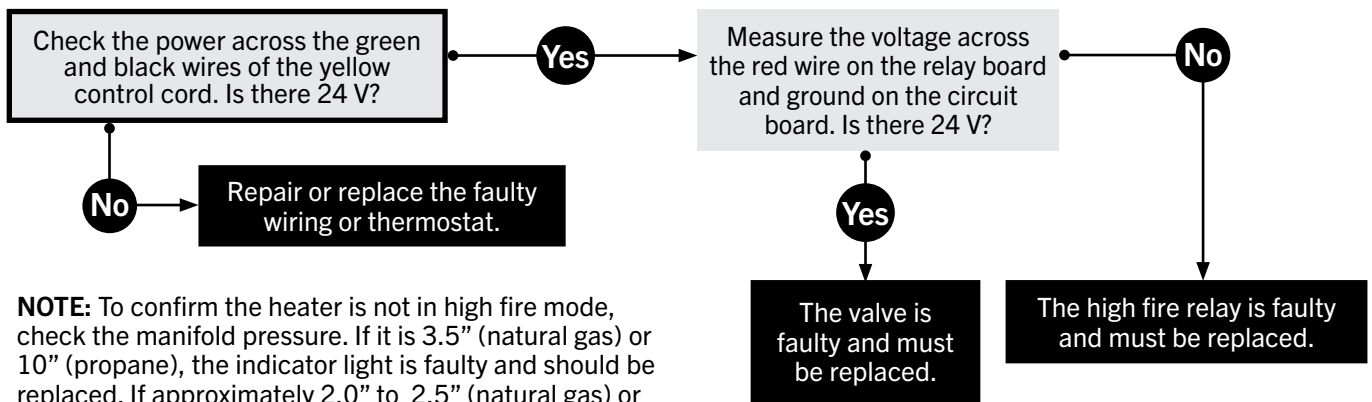 Check the power across the green
and black wires of the yellow
control cord. Is there 24 V?
Yes
Measure the voltage across
the red wire on the relay board
and ground on the circuit
board. Is there 24 V?
No
No
Repair or replace the faulty
wiring or thermostat.
Yes
The valve is
faulty and must
be replaced.
The high fire relay is faulty
and must be replaced.
NOTE: To confirm the heater is not in high fire mode,
check the manifold pressure. If it is 3.5” (natural gas) or
10” (propane), the indicator light is faulty and should be
replaced. If approximately 2.0” to 2.5” (natural gas) or